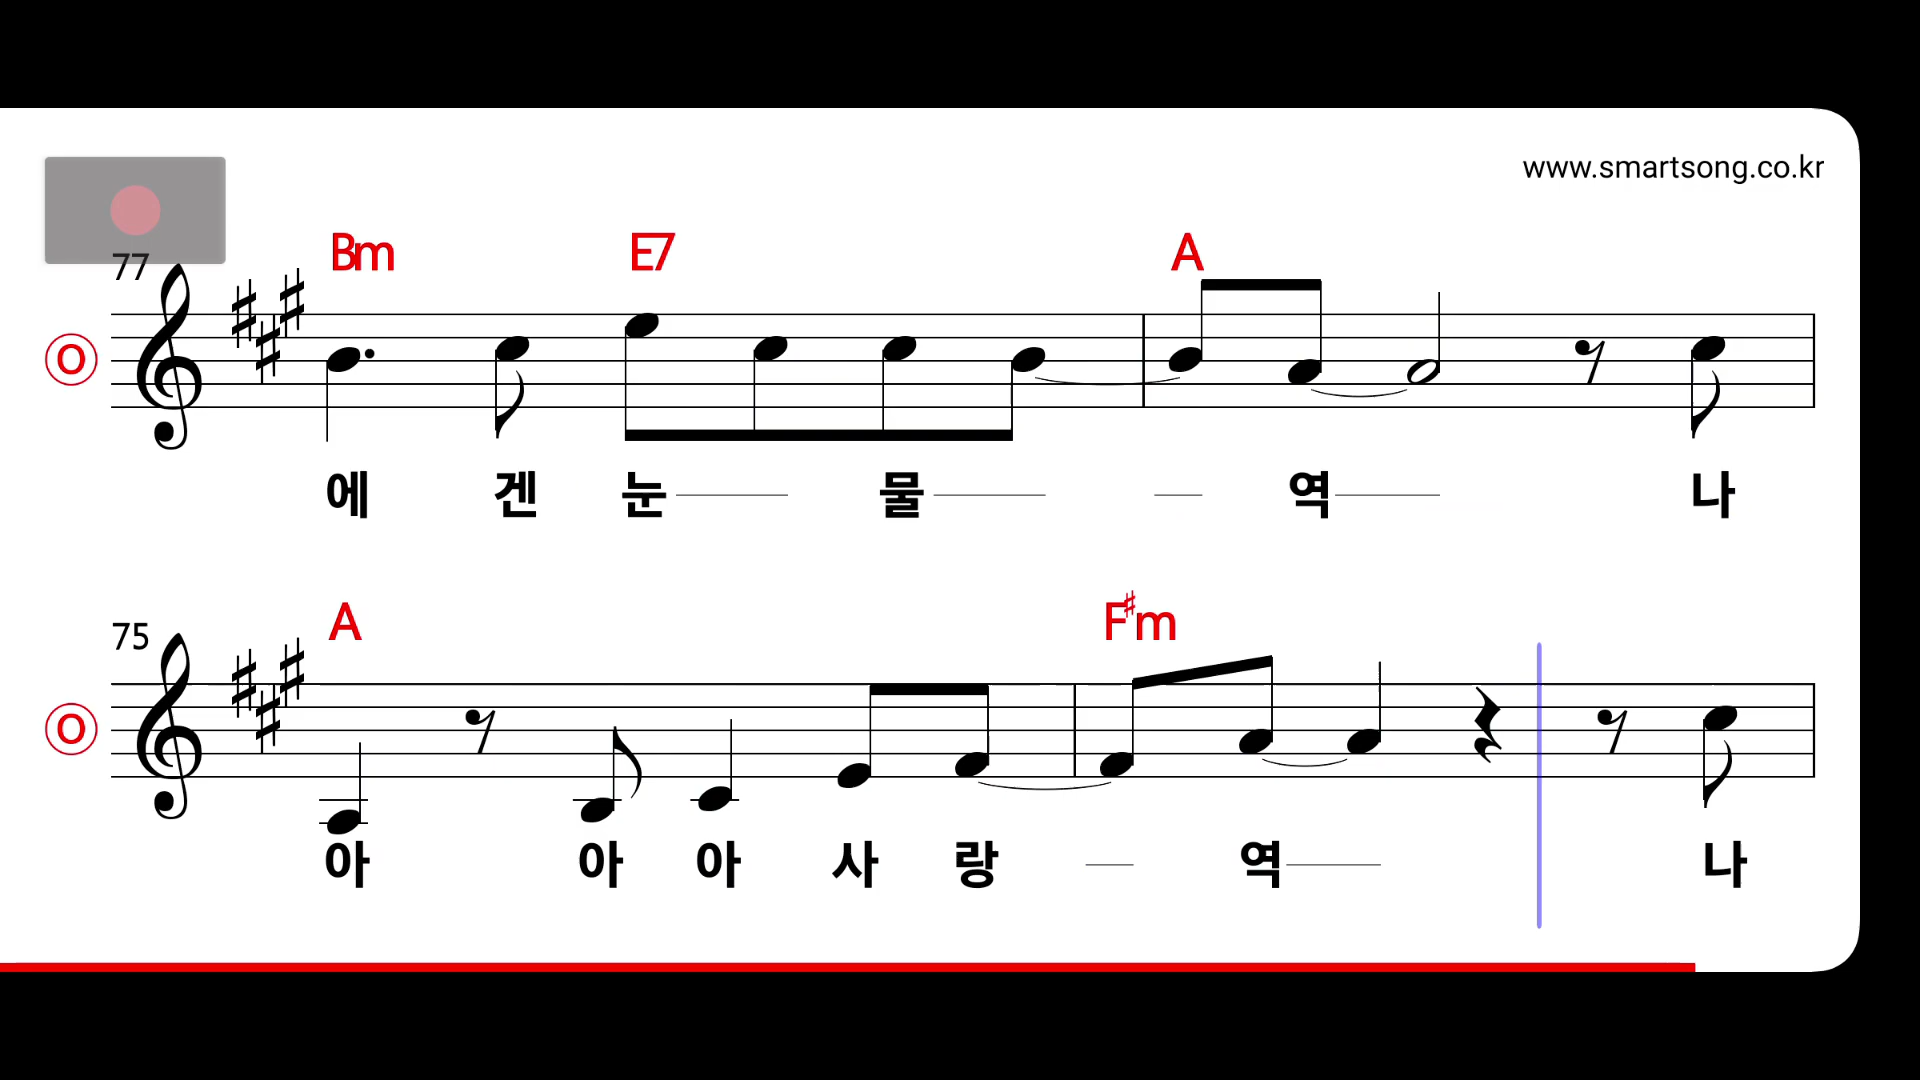 www.smartsong.co.kr
77
Bm E7 A
O
에 겐 눈 물 역 나
75
A F♯m
O
아 아 아 사 랑 역 나